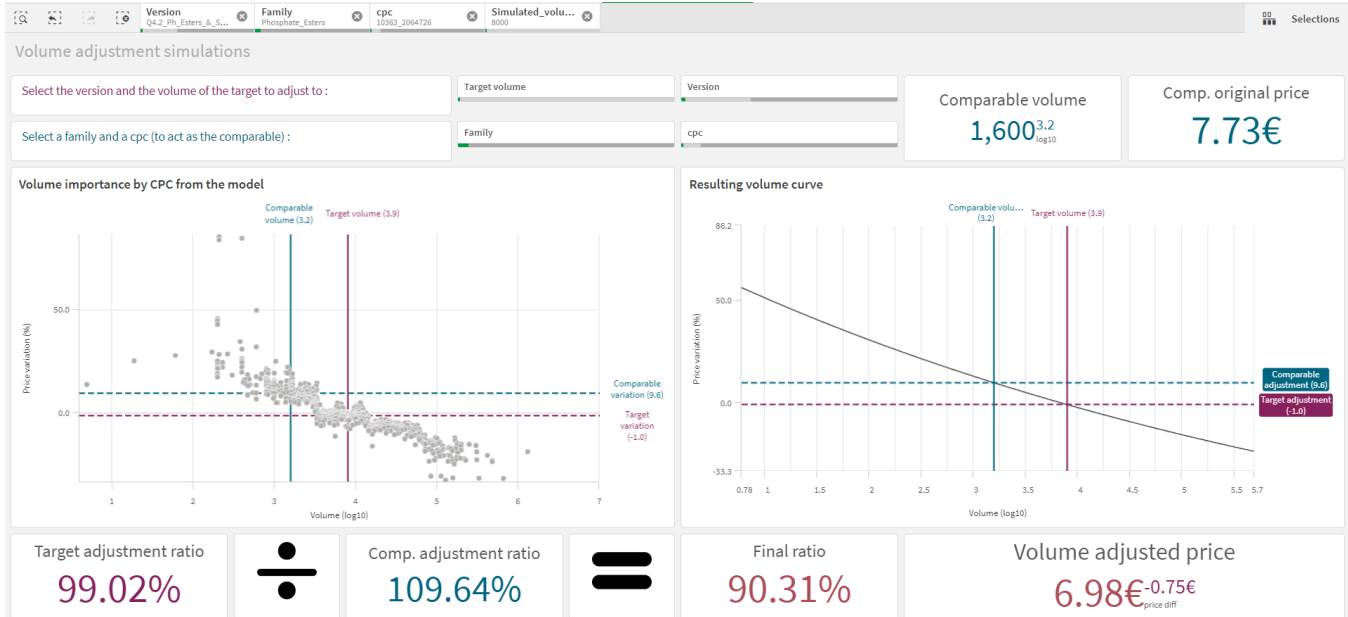 Version
Q4.2_Ph_Esters_&_S...
Family
Phosphate_Esters
cpc
10363_2064726
Simulated_volu...
8000
Selections
Volume adjustment simulations
Select the version and the volume of the target to adjust to :
Target volume
Version
Select a family and a cpc (to act as the comparable) :
Family
cpc
Comparable volume
1,600 3.2
log10
Comp. original price
7.73€
Volume importance by CPC from the model
Comparable
volume (3.2)
Target volume (3.9)
50.0
0.0
Price variation (%)
Comparable
variation (9.6)
Target
variation
(-1.0)
1 2 3 4 5 6 7
Volume (log10)
Resulting volume curve
Comparable volu...
(3.2)
Target volume (3.9)
86.2
50.0
0.0
-33.3
Price variation (%)
Comparable
adjustment (9.6)
Target adjustment
(-1.0)
0.78 1 1.5 2 2.5 3 3.5 4 4.5 5 5.5 5.7
Volume (log10)
Target adjustment ratio
99.02%
÷
Comp. adjustment ratio
109.64%
=
Final ratio
90.31%
Volume adjusted price
6.98€ -0.75€
price diff